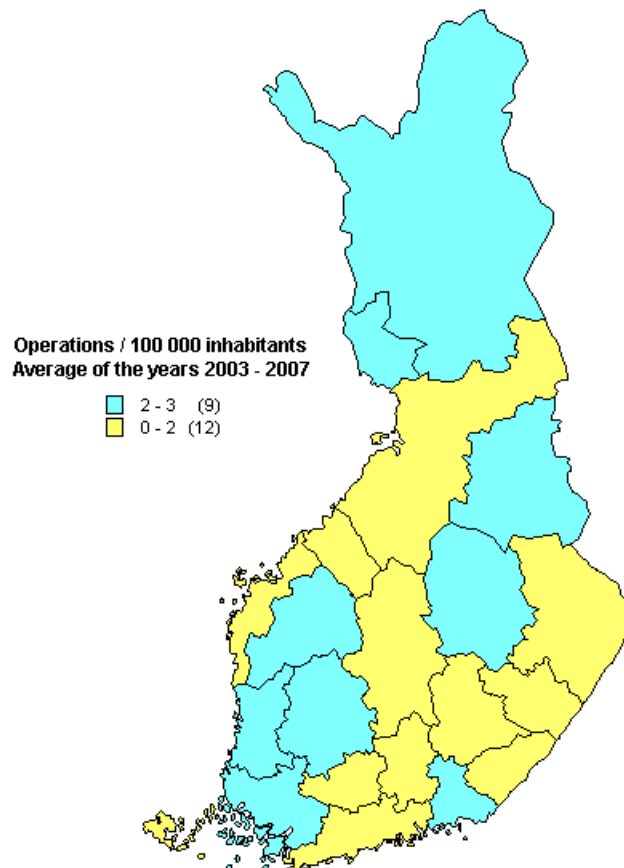 Operations / 100 000 inhabitants
Average of the years 2003 - 2007
2 - 3 (9)
0 - 2 (12)